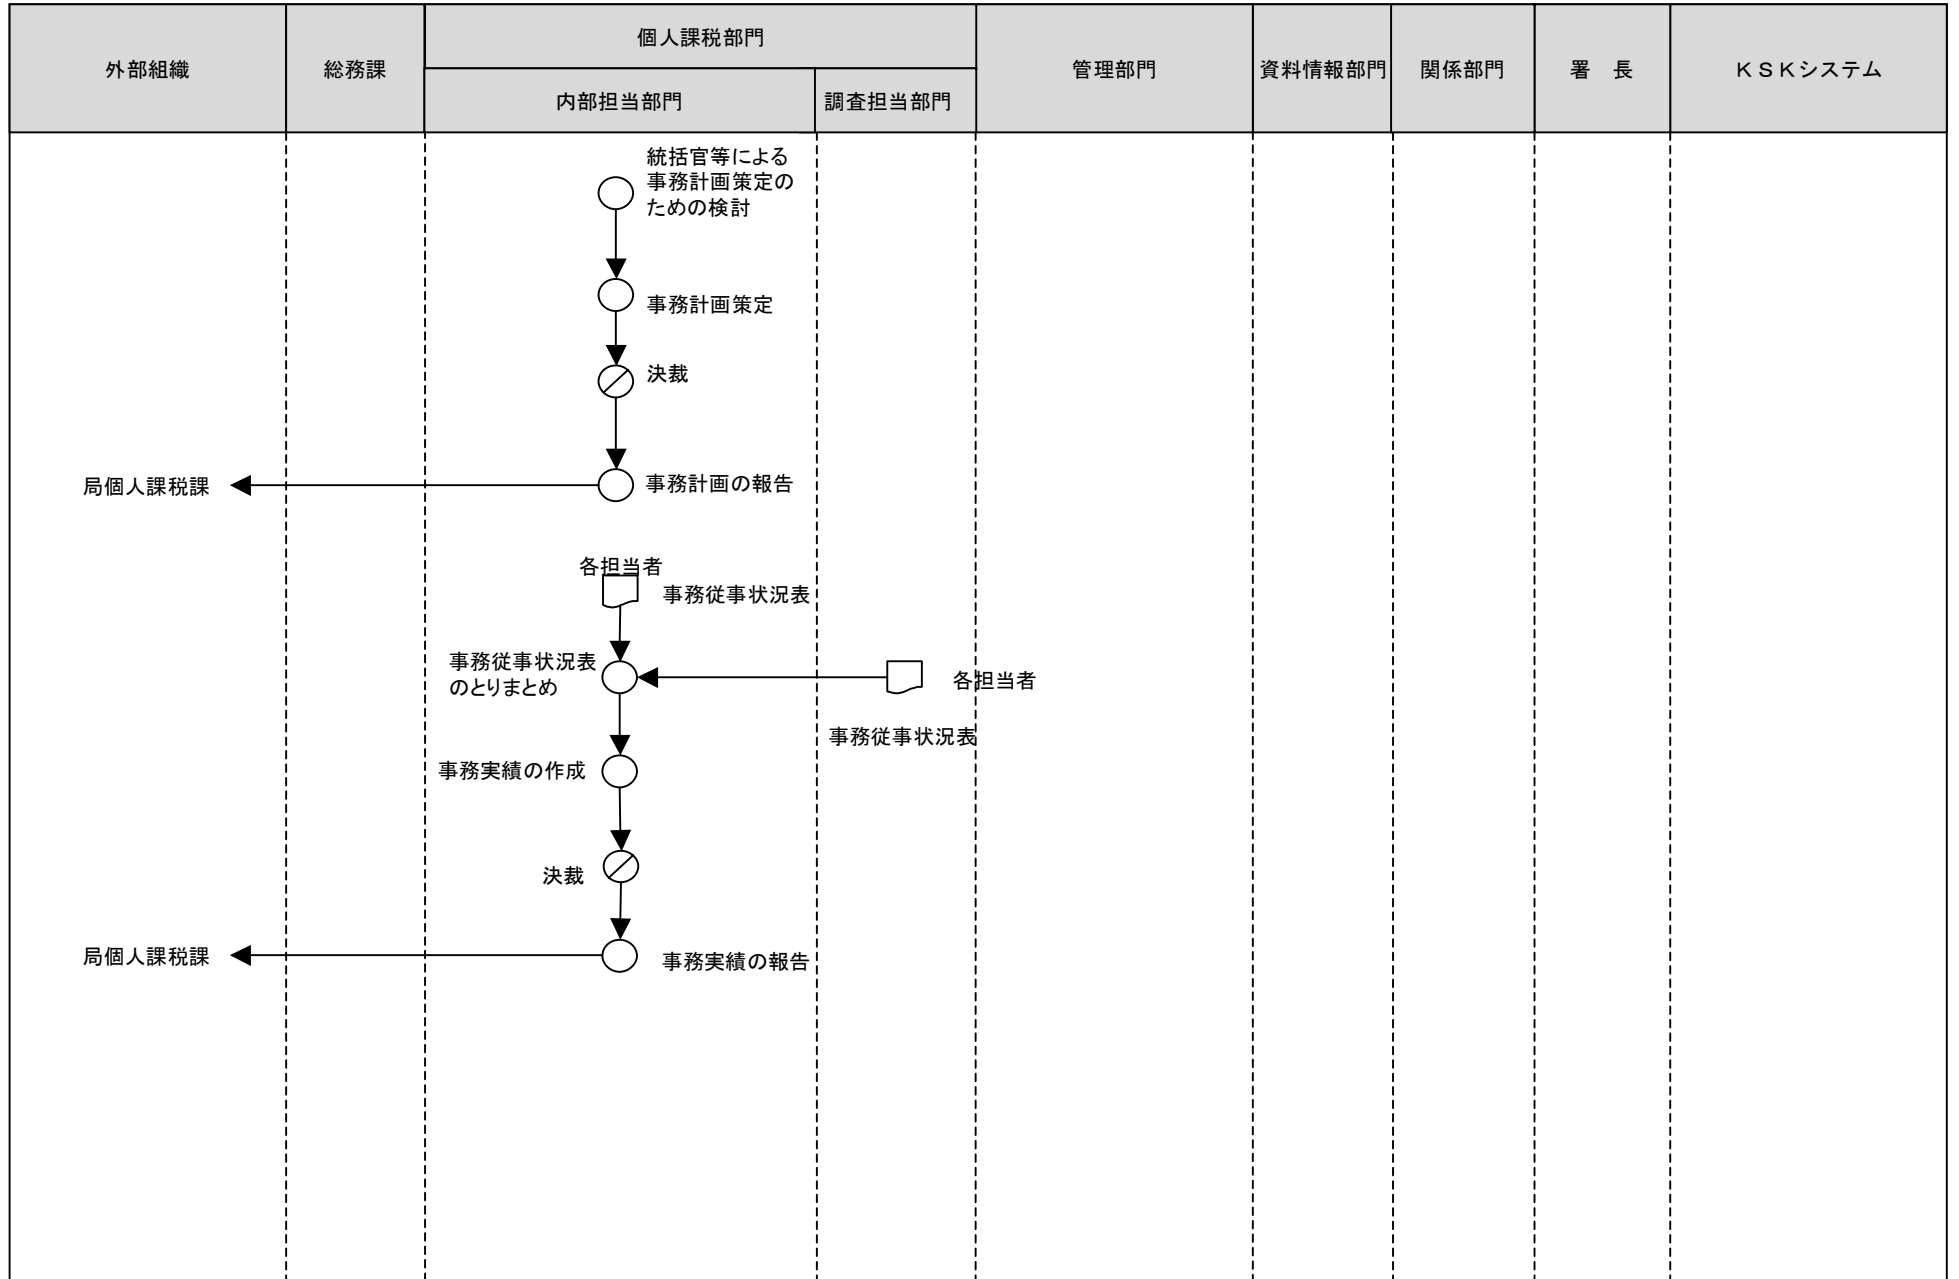 外部組織
総務課
個人課税部門
内部担当部門
調査担当部門
管理部門
資料情報部門
関係部門
署　長
ＫＳＫシステム
統括官等による
事務計画策定の
ための検討
事務計画策定
決裁
局個人課税課
事務計画の報告
各担当者
事務従事状況表
事務従事状況表
のとりまとめ
各担当者
事務従事状況表
事務実績の作成
決裁
局個人課税課
事務実績の報告